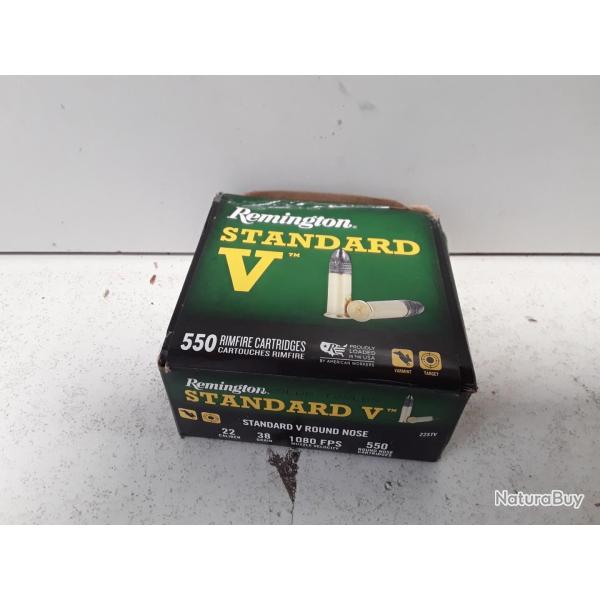 Remington®
STANDARD
V™
550 RIMFIRE CARTRIDGES
CARTOUCHES RIMFIRE
PROUDLY
LOADED
IN THE USA
BY AMERICAN WORKERS
VARMINT
TARGET
Remington
STANDARD V™
STANDARD V ROUND NOSE
22 CALIBER
38 GRAIN
1080 FPS MUZZLE VELOCITY
550 ROUND NOSE CARTRIDGES
22STV
NaturaBuy